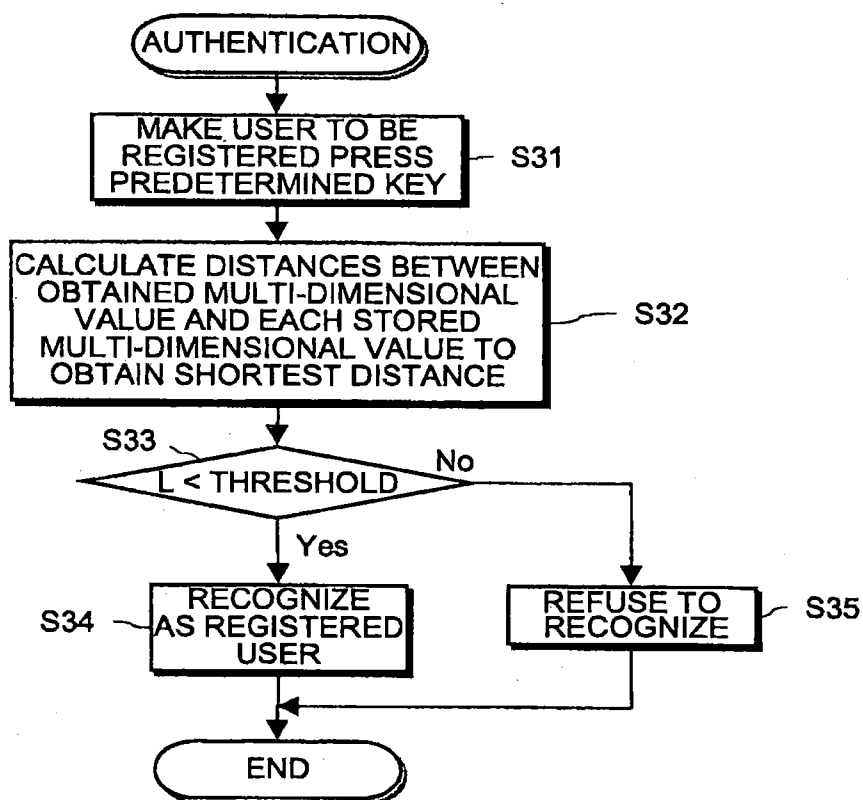 AUTHENTICATION
MAKE USER TO BE
REGISTERED PRESS
PREDETERMINED KEY
S31
CALCULATE DISTANCES BETWEEN
OBTAINED MULTI-DIMENSIONAL
VALUE AND EACH STORED
MULTI-DIMENSIONAL VALUE TO
OBTAIN SHORTEST DISTANCE
S32
S33
L < THRESHOLD
No
Yes
S34
RECOGNIZE
AS REGISTERED
USER
REFUSE TO
RECOGNIZE
S35
END